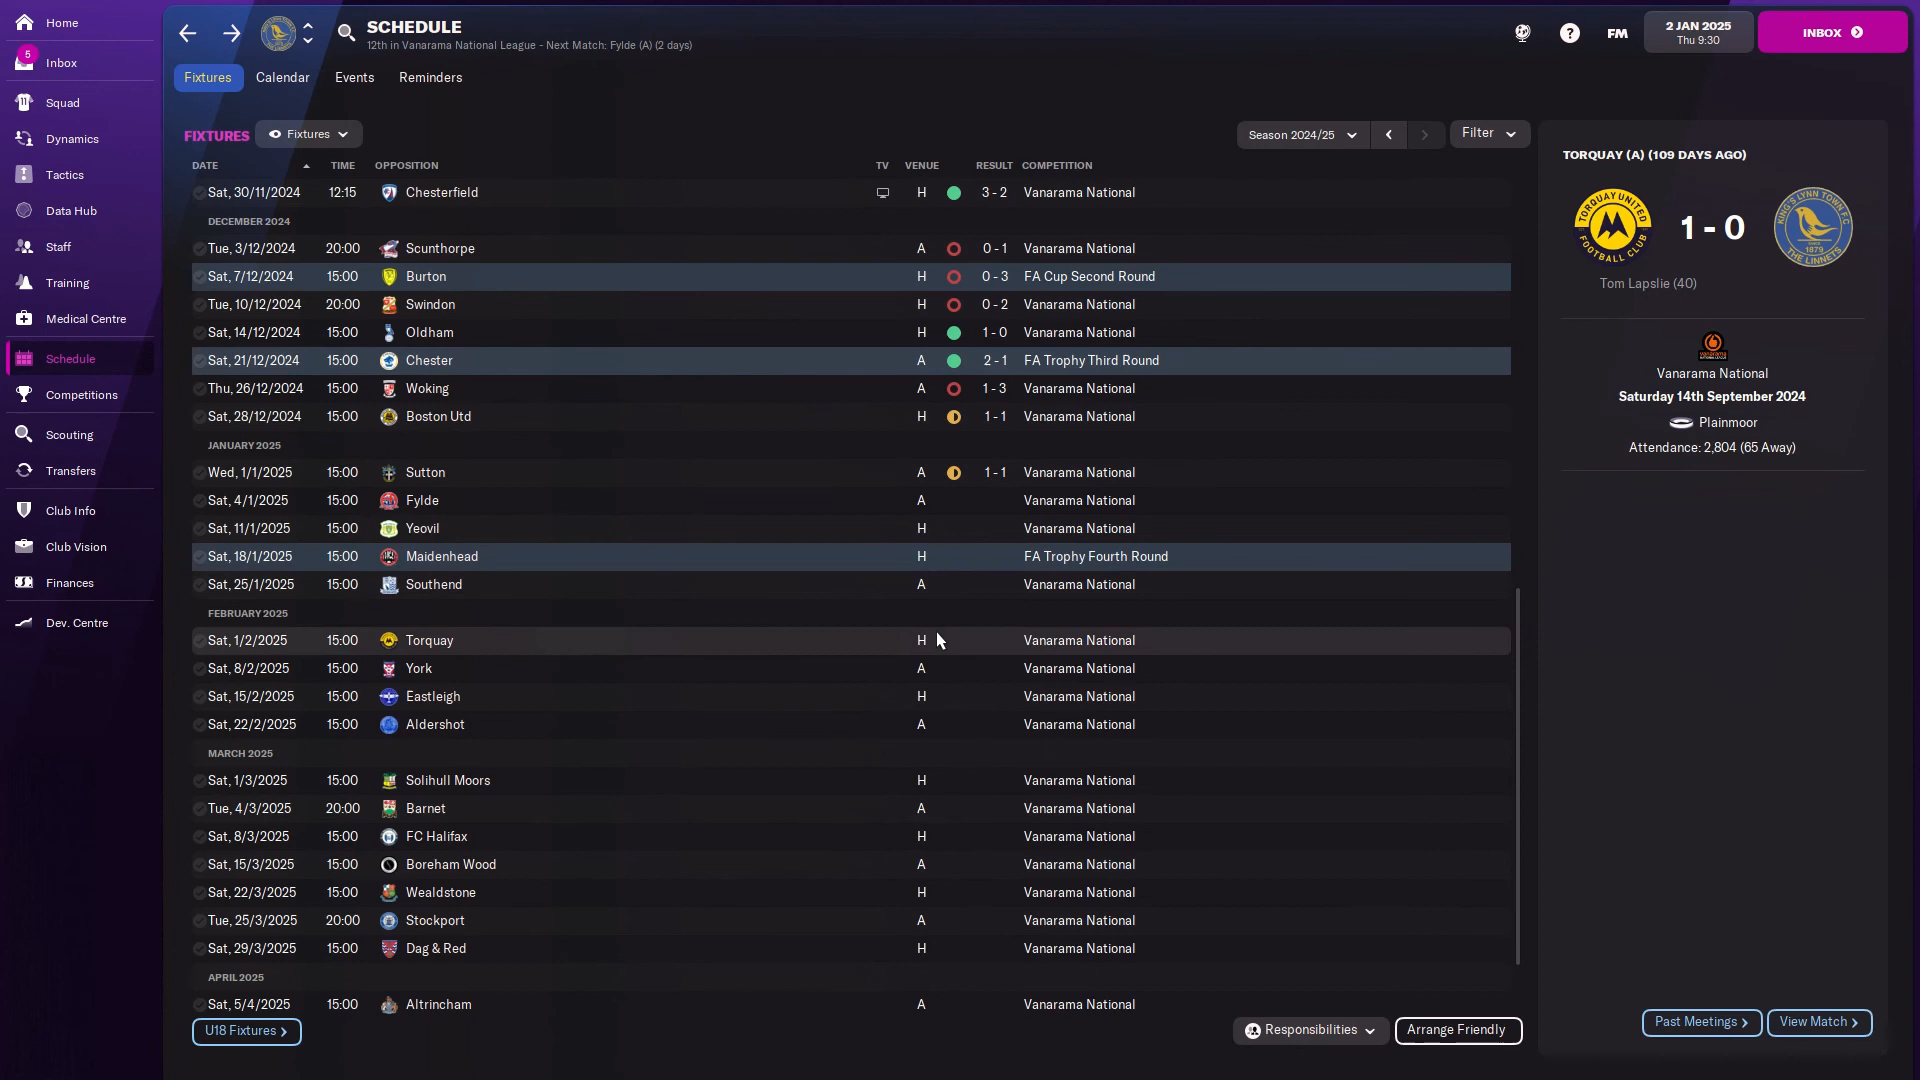 Home
5
Inbox
Squad
Dynamics
Tactics
Data Hub
Staff
Training
Medical Centre
Schedule
Competitions
Scouting
Transfers
Club Info
Club Vision
Finances
Dev. Centre
SCHEDULE
12th in Vanarama National League - Next Match: Fylde (A) (2 days)
FM
2 JAN 2025
Thu 9:30
INBOX
Fixtures Calendar Events Reminders
FIXTURES Fixtures
Season 2024/25 Filter
DATE TIME OPPOSITION TV VENUE RESULT COMPETITION
Sat, 30/11/2024 12:15 Chesterfield H 3 - 2 Vanarama National
DECEMBER 2024
Tue, 3/12/2024 20:00 Scunthorpe A 0 - 1 Vanarama National
Sat, 7/12/2024 15:00 Burton H 0 - 3 FA Cup Second Round
Tue, 10/12/2024 20:00 Swindon H 0 - 2 Vanarama National
Sat, 14/12/2024 15:00 Oldham H 1 - 0 Vanarama National
Sat, 21/12/2024 15:00 Chester A 2 - 1 FA Trophy Third Round
Thu, 26/12/2024 15:00 Woking A 1 - 3 Vanarama National
Sat, 28/12/2024 15:00 Boston Utd H 1 - 1 Vanarama National
JANUARY 2025
Wed, 1/1/2025 15:00 Sutton A 1 - 1 Vanarama National
Sat, 4/1/2025 15:00 Fylde A Vanarama National
Sat, 11/1/2025 15:00 Yeovil H Vanarama National
Sat, 18/1/2025 15:00 Maidenhead H FA Trophy Fourth Round
Sat, 25/1/2025 15:00 Southend A Vanarama National
FEBRUARY 2025
Sat, 1/2/2025 15:00 Torquay H Vanarama National
Sat, 8/2/2025 15:00 York A Vanarama National
Sat, 15/2/2025 15:00 Eastleigh H Vanarama National
Sat, 22/2/2025 15:00 Aldershot A Vanarama National
MARCH 2025
Sat, 1/3/2025 15:00 Solihull Moors H Vanarama National
Tue, 4/3/2025 20:00 Barnet A Vanarama National
Sat, 8/3/2025 15:00 FC Halifax H Vanarama National
Sat, 15/3/2025 15:00 Boreham Wood A Vanarama National
Sat, 22/3/2025 15:00 Wealdstone H Vanarama National
Tue, 25/3/2025 20:00 Stockport A Vanarama National
Sat, 29/3/2025 15:00 Dag & Red H Vanarama National
APRIL 2025
Sat, 5/4/2025 15:00 Altrincham A Vanarama National
U18 Fixtures
Responsibilities Arrange Friendly
TORQUAY (A) (109 DAYS AGO)
TORQUAY UNITED FOOTBALL CLUB
1 - 0
KING'S LYNN TOWN F.C. SINCE 1879 THE LINNETS
Tom Lapslie (40)
Vanarama National
Saturday 14th September 2024
Plainmoor
Attendance: 2,804 (65 Away)
Past Meetings View Match